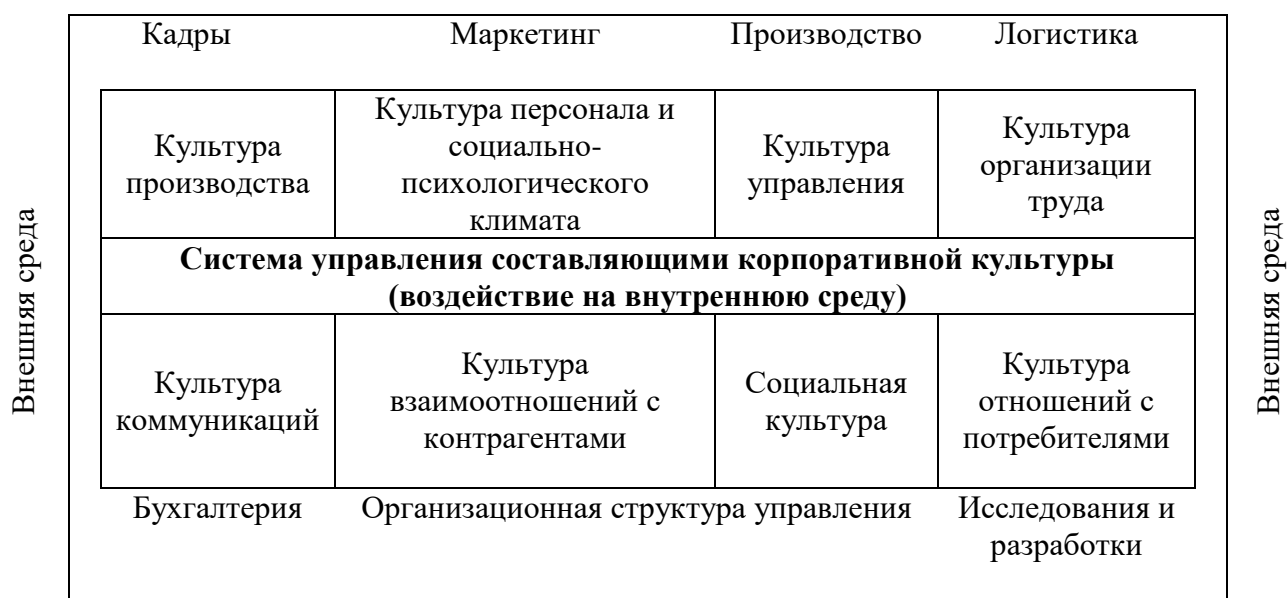 Кадры Маркетинг Производство Логистика
Культура
производства
Культура персонала и
социально-
психологического
климата
Культура
управления
Культура
организации
труда
Система управления составляющими корпоративной культуры
(воздействие на внутреннюю среду)
Культура
коммуникаций
Культура
взаимоотношений с
контрагентами
Социальная
культура
Культура
отношений с
потребителями
Бухгалтерия Организационная структура управления Исследования и
разработки
Внешняя среда
Внешняя среда